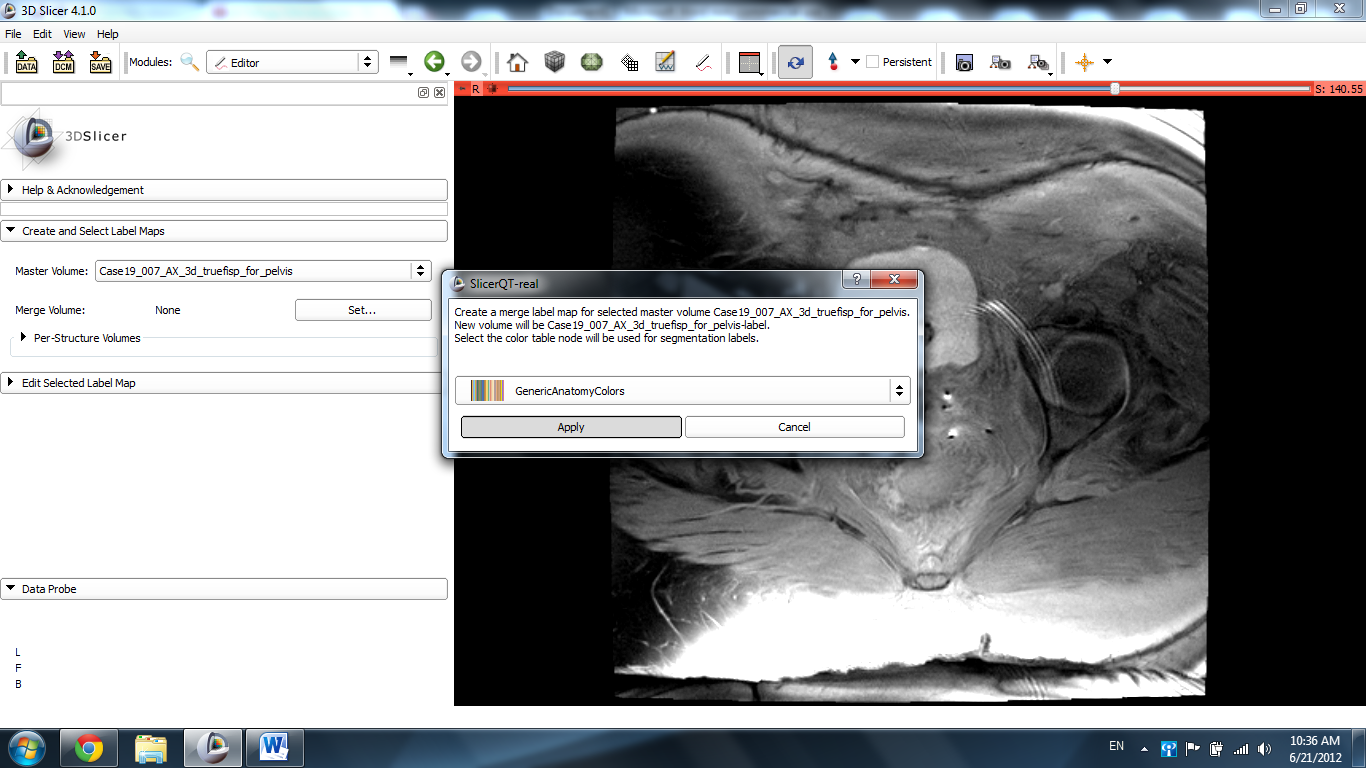 3D Slicer 4.1.0
File Edit View Help
DATA DCM SAVE Modules: Editor Persistent
R S: 140.55
3DSlicer
Help & Acknowledgement
Create and Select Label Maps
Master Volume: Case19_007_AX_3d_truefisp_for_pelvis
Merge Volume: None Set...
Per-Structure Volumes
Edit Selected Label Map
SlicerQT-real
Create a merge label map for selected master volume Case19_007_AX_3d_truefisp_for_pelvis.
New volume will be Case19_007_AX_3d_truefisp_for_pelvis-label.
Select the color table node will be used for segmentation labels.
GenericAnatomyColors
Apply Cancel
Data Probe
L
F
B
EN 10:36 AM
6/21/2012